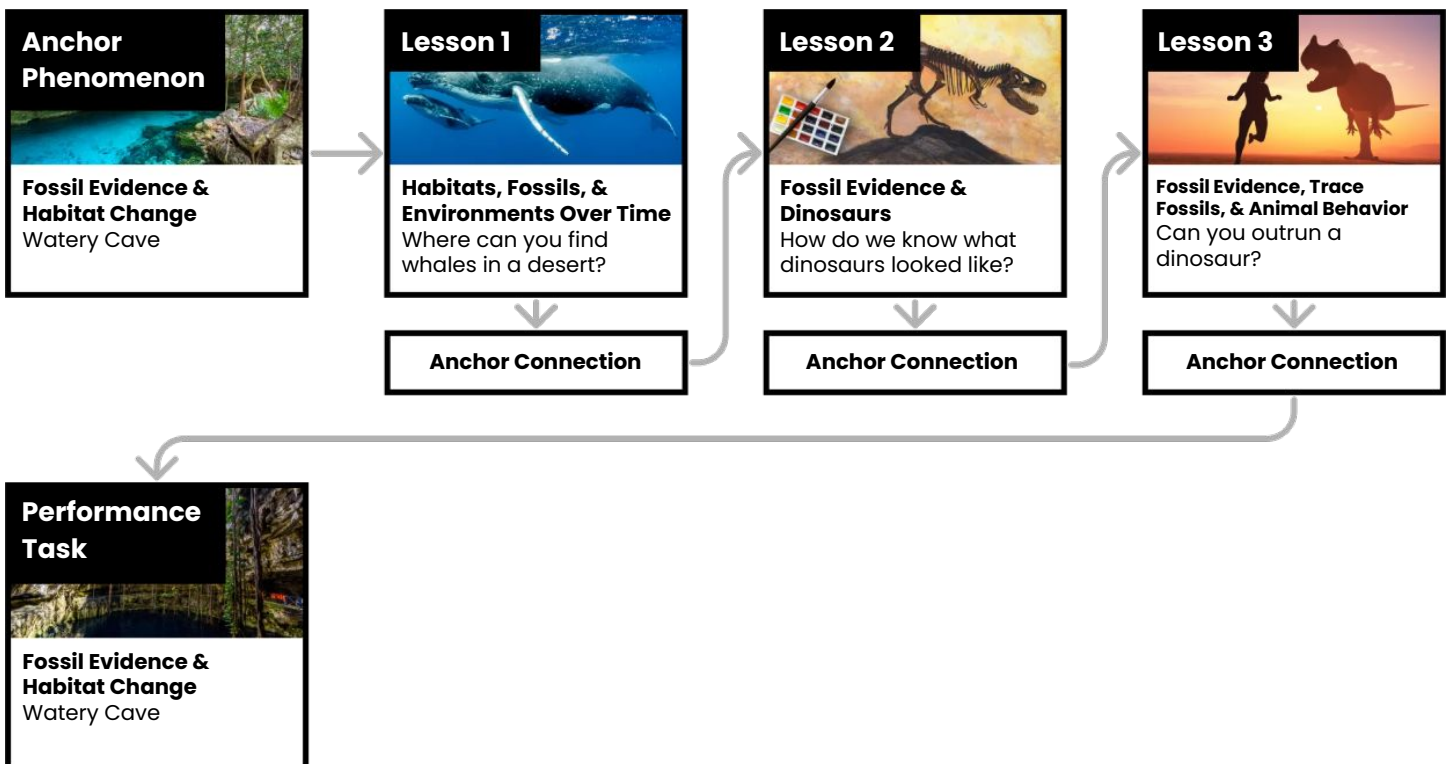 Anchor
Phenomenon
Fossil Evidence &
Habitat Change
Watery Cave
Lesson 1
Habitats, Fossils, &
Environments Over Time
Where can you find
whales in a desert?
Anchor Connection
Lesson 2
Fossil Evidence &
Dinosaurs
How do we know what
dinosaurs looked like?
Anchor Connection
Lesson 3
Fossil Evidence, Trace
Fossils, & Animal Behavior
Can you outrun a
dinosaur?
Anchor Connection
Performance
Task
Fossil Evidence &
Habitat Change
Watery Cave